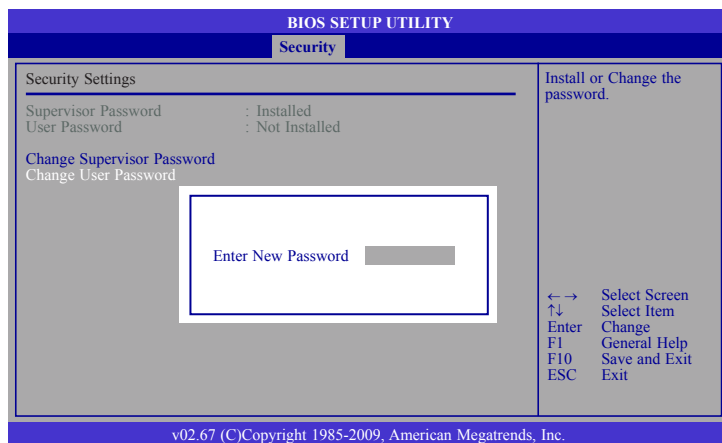 BIOS SETUP UTILITY
Security
Security Settings
Supervisor Password : Installed
User Password : Not Installed
Change Supervisor Password
Change User Password
Enter New Password
Install or Change the
password.
←→ Select Screen
↑↓ Select Item
Enter Change
F1 General Help
F10 Save and Exit
ESC Exit
v02.67 (C)Copyright 1985-2009, American Megatrends, Inc.